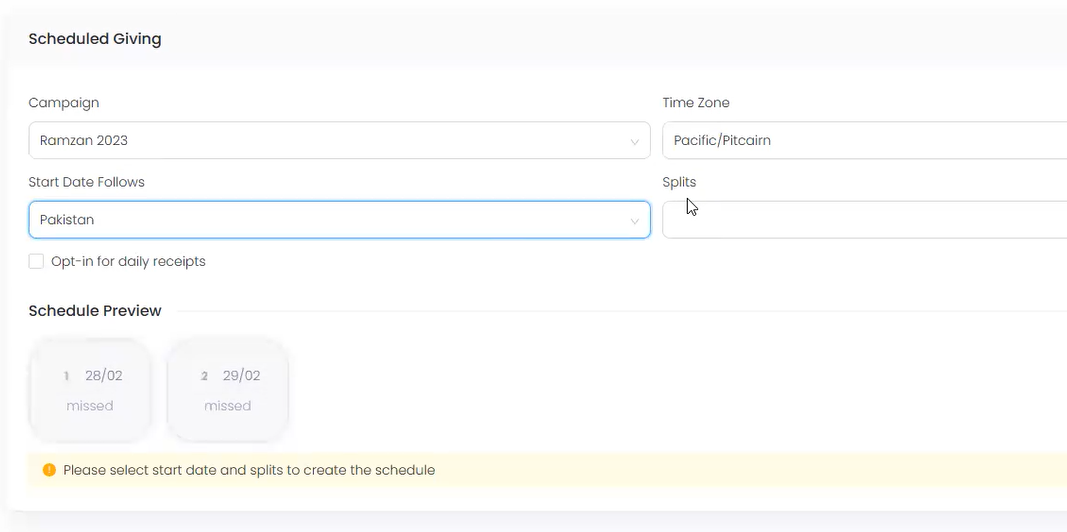 Scheduled Giving
Campaign
Time Zone
Ramzan 2023
Pacific/Pitcairn
Start Date Follows
Splits
Pakistan
Opt-in for daily receipts
Schedule Preview
1 28/02
missed
2 29/02
missed
Please select start date and splits to create the schedule